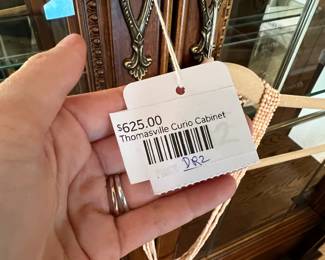 $625.00
Thomasville Curio Cabinet
DR2